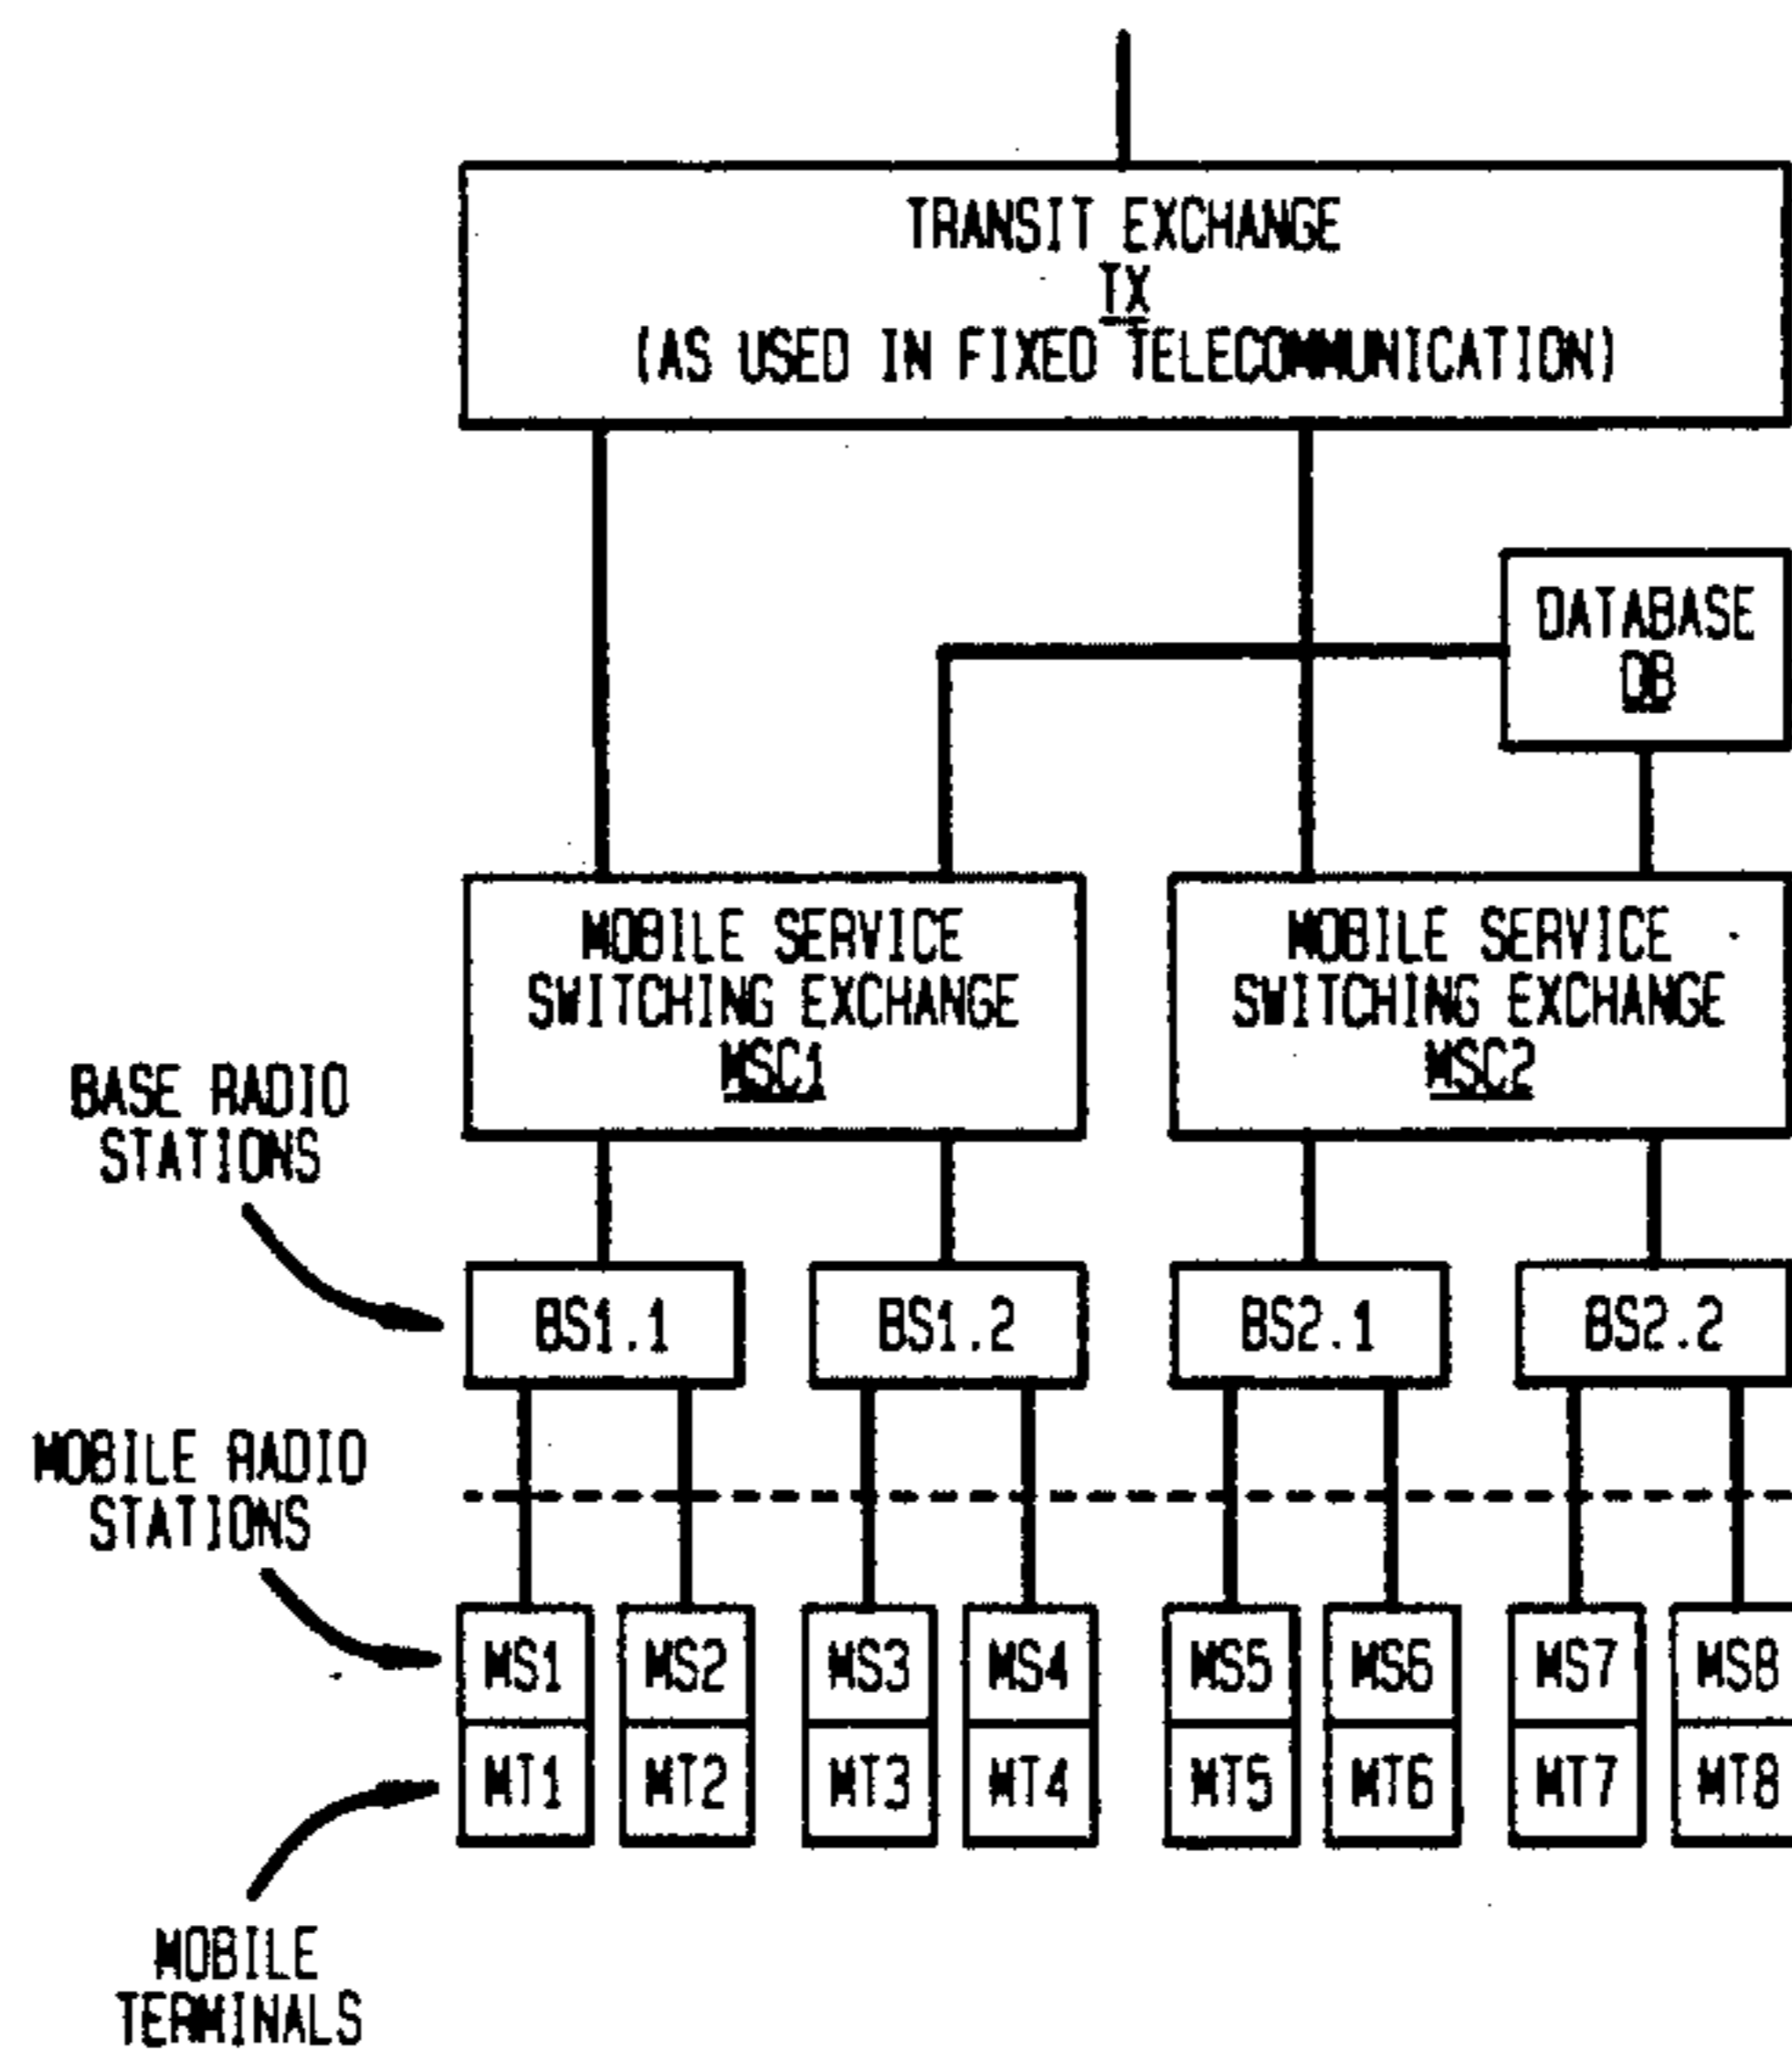 TRANSIT EXCHANGE
TX
(AS USED IN FIXED TELECOMMUNICATION)
DATABASE
DB
MOBILE SERVICE
SWITCHING EXCHANGE
MSC1
MOBILE SERVICE
SWITCHING EXCHANGE
MSC2
BASE RADIO
STATIONS
BS1.1
BS1.2
BS2.1
BS2.2
MOBILE RADIO
STATIONS
MS1
MS2
MS3
MS4
MS5
MS6
MS7
MS8
MT1
MT2
MT3
MT4
MT5
MT6
MT7
MT8
MOBILE
TERMINALS